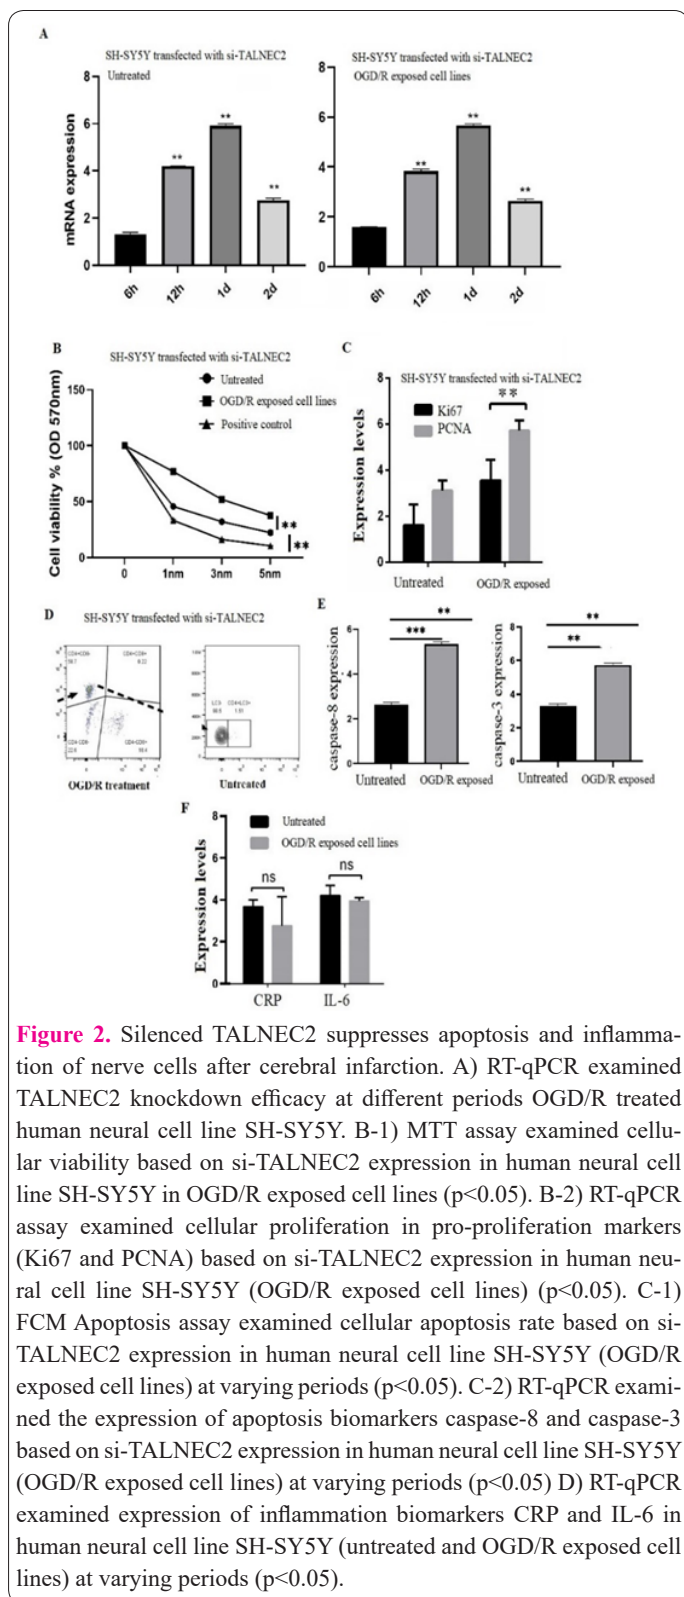 A
SH-SY5Y transfected with si-TALNEC2
Untreated
mRNA expression
8
6
4
2
0
6h 12h 1d 2d
** ** **
SH-SY5Y transfected with si-TALNEC2
OGD/R exposed cell lines
8
6
4
2
0
6h 12h 1d 2d
** ** **
B
SH-SY5Y transfected with si-TALNEC2
Untreated
OGD/R exposed cell lines
Positive control
Cell viability % (OD 570nm)
150
100
50
0
0 1nm 3nm 5nm
**
**
C
SH-SY5Y transfected with si-TALNEC2
Ki67
PCNA
**
Expression levels
8
6
4
2
0
Untreated OGD/R exposed
D
SH-SY5Y transfected with si-TALNEC2
OGD/R treatment
Untreated
E
**
***
caspase-8 expression
6
4
2
0
Untreated OGD/R exposed
**
**
caspase-3 expression
8
6
4
2
0
Untreated OGD/R exposed
F
Untreated
OGD/R exposed cell lines
Expression levels
8
6
4
2
0
ns ns
CRP IL-6
Figure 2. Silenced TALNEC2 suppresses apoptosis and inflamma-
tion of nerve cells after cerebral infarction. A) RT-qPCR examined
TALNEC2 knockdown efficacy at different periods OGD/R treated
human neural cell line SH-SY5Y. B-1) MTT assay examined cellu-
lar viability based on si-TALNEC2 expression in human neural cell
line SH-SY5Y in OGD/R exposed cell lines (p<0.05). B-2) RT-qPCR
assay examined cellular proliferation in pro-proliferation markers
(Ki67 and PCNA) based on si-TALNEC2 expression in human neu-
ral cell line SH-SY5Y (OGD/R exposed cell lines) (p<0.05). C-1)
FCM Apoptosis assay examined cellular apoptosis rate based on si-
TALNEC2 expression in human neural cell line SH-SY5Y (OGD/R
exposed cell lines) at varying periods (p<0.05). C-2) RT-qPCR exami-
ned the expression of apoptosis biomarkers caspase-8 and caspase-3
based on si-TALNEC2 expression in human neural cell line SH-SY5Y
(OGD/R exposed cell lines) at varying periods (p<0.05) D) RT-qPCR
examined expression of inflammation biomarkers CRP and IL-6 in
human neural cell line SH-SY5Y (untreated and OGD/R exposed cell
lines) at varying periods (p<0.05).